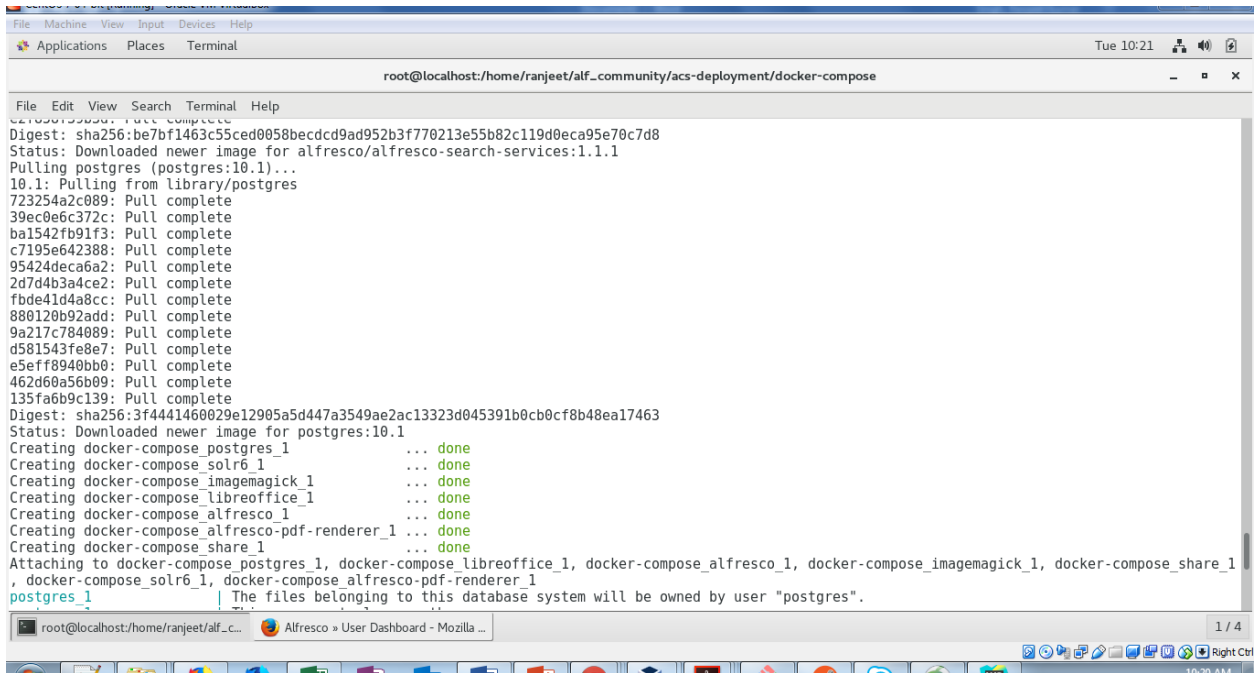 File Machine View Input Devices Help
Applications Places Terminal Tue 10:21
root@localhost:/home/ranjeet/alf_community/acs-deployment/docker-compose
File Edit View Search Terminal Help
Digest: sha256:be7bf1463c55ced0058becdcd9ad952b3f770213e55b82c119d0eca95e70c7d8
Status: Downloaded newer image for alfresco/alfresco-search-services:1.1.1
Pulling postgres (postgres:10.1)...
10.1: Pulling from library/postgres
723254a2c089: Pull complete
39ec0e6c372c: Pull complete
ba1542fb91f3: Pull complete
c7195e642388: Pull complete
95424deca6a2: Pull complete
2d7d4b3a4ce2: Pull complete
fbde41d4a8cc: Pull complete
880120b92add: Pull complete
9a217c784089: Pull complete
d581543fe8e7: Pull complete
e5eff8940bb0: Pull complete
462d60a56b09: Pull complete
135fa6b9c139: Pull complete
Digest: sha256:3f4441460029e12905a5d447a3549ae2ac13323d045391b0cb0cf8b48ea17463
Status: Downloaded newer image for postgres:10.1
Creating docker-compose_postgres_1 ... done
Creating docker-compose_solr6_1 ... done
Creating docker-compose_imagemagick_1 ... done
Creating docker-compose_libreoffice_1 ... done
Creating docker-compose_alfresco_1 ... done
Creating docker-compose_alfresco-pdf-renderer_1 ... done
Creating docker-compose_share_1 ... done
Attaching to docker-compose_postgres_1, docker-compose_libreoffice_1, docker-compose_alfresco_1, docker-compose_imagemagick_1, docker-compose_share_1
, docker-compose_solr6_1, docker-compose_alfresco-pdf-renderer_1
postgres_1 | The files belonging to this database system will be owned by user "postgres".
root@localhost:/home/ranjeet/alf_c... Alfresco » User Dashboard - Mozilla ... 1 / 4
Right Ctrl